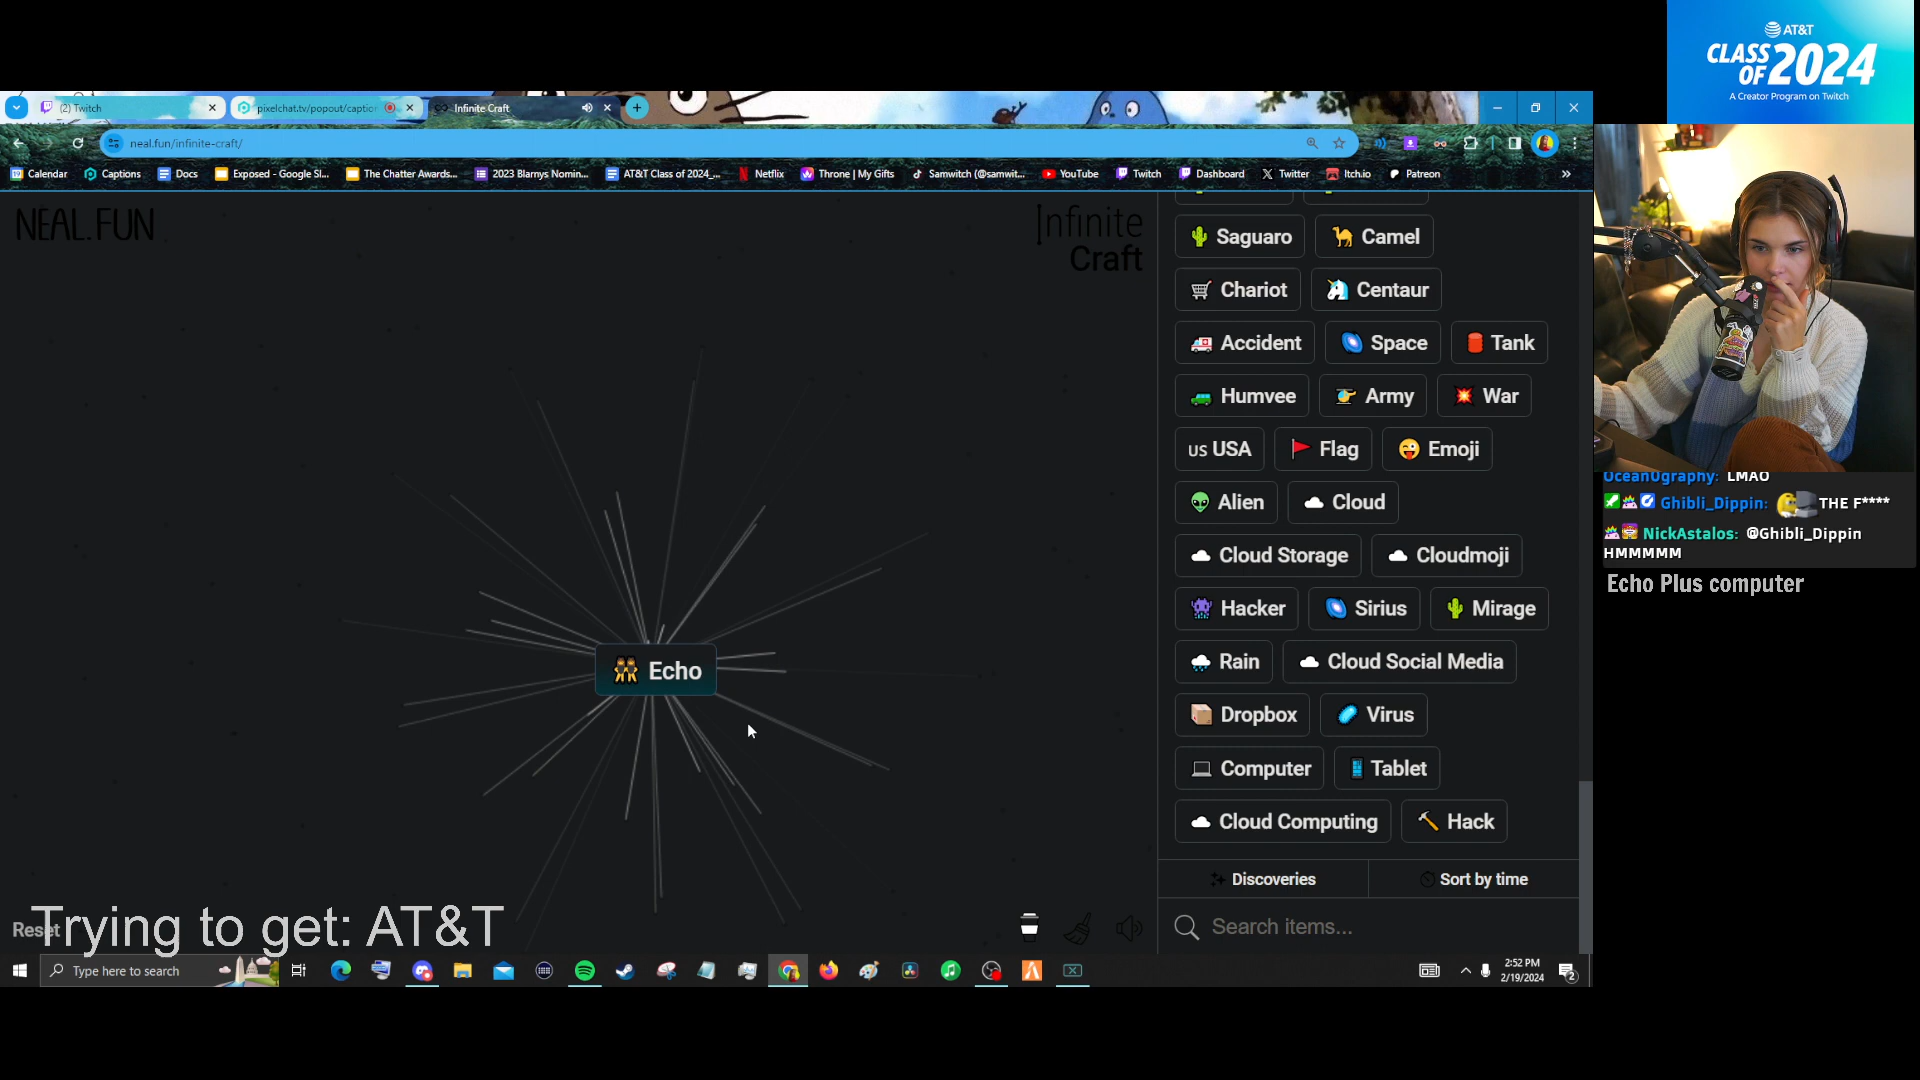 AT&T
CLASS
OF 2024
A Creator Program on Twitch
(2) Twitch
pixelchat.tv/popout/caption
Infinite Craft
neal.fun/infinite-craft/
Calendar
Captions
Docs
Exposed - Google Sl...
The Chatter Awards...
2023 Blarnys Nomin...
AT&T Class of 2024_...
Netflix
Throne | My Gifts
Samwitch (@samwit...
YouTube
Twitch
Dashboard
Twitter
Itch.io
Patreon
NEAL.FUN
Infinite
Craft
Saguaro
Camel
Chariot
Centaur
Accident
Space
Tank
Humvee
Army
War
US USA
Flag
Emoji
Alien
Cloud
Cloud Storage
Cloudmoji
Hacker
Sirius
Mirage
Rain
Cloud Social Media
Dropbox
Virus
Computer
Tablet
Cloud Computing
Hack
Echo
Discoveries
Sort by time
Search items...
Reset
Trying to get: AT&T
OceanOgraphy: LMAO
Ghibli_Dippin: THE F****
NickAstalos: @Ghibli_Dippin
HMMMMM
Echo Plus computer
Type here to search
2:52 PM
2/19/2024
2